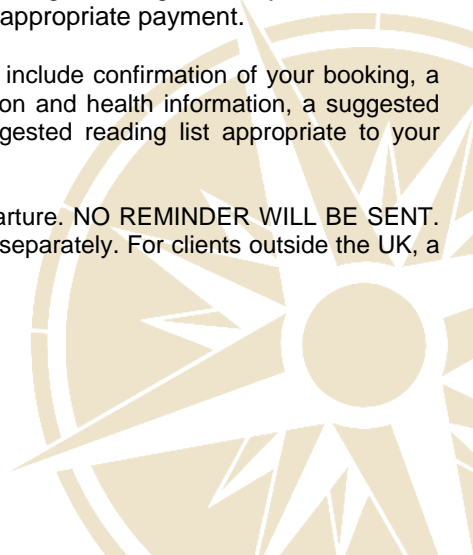 appropriate payment.
include confirmation of your booking, a
on and health information, a suggested
gested reading list appropriate to your
arture. NO REMINDER WILL BE SENT.
separately. For clients outside the UK, a